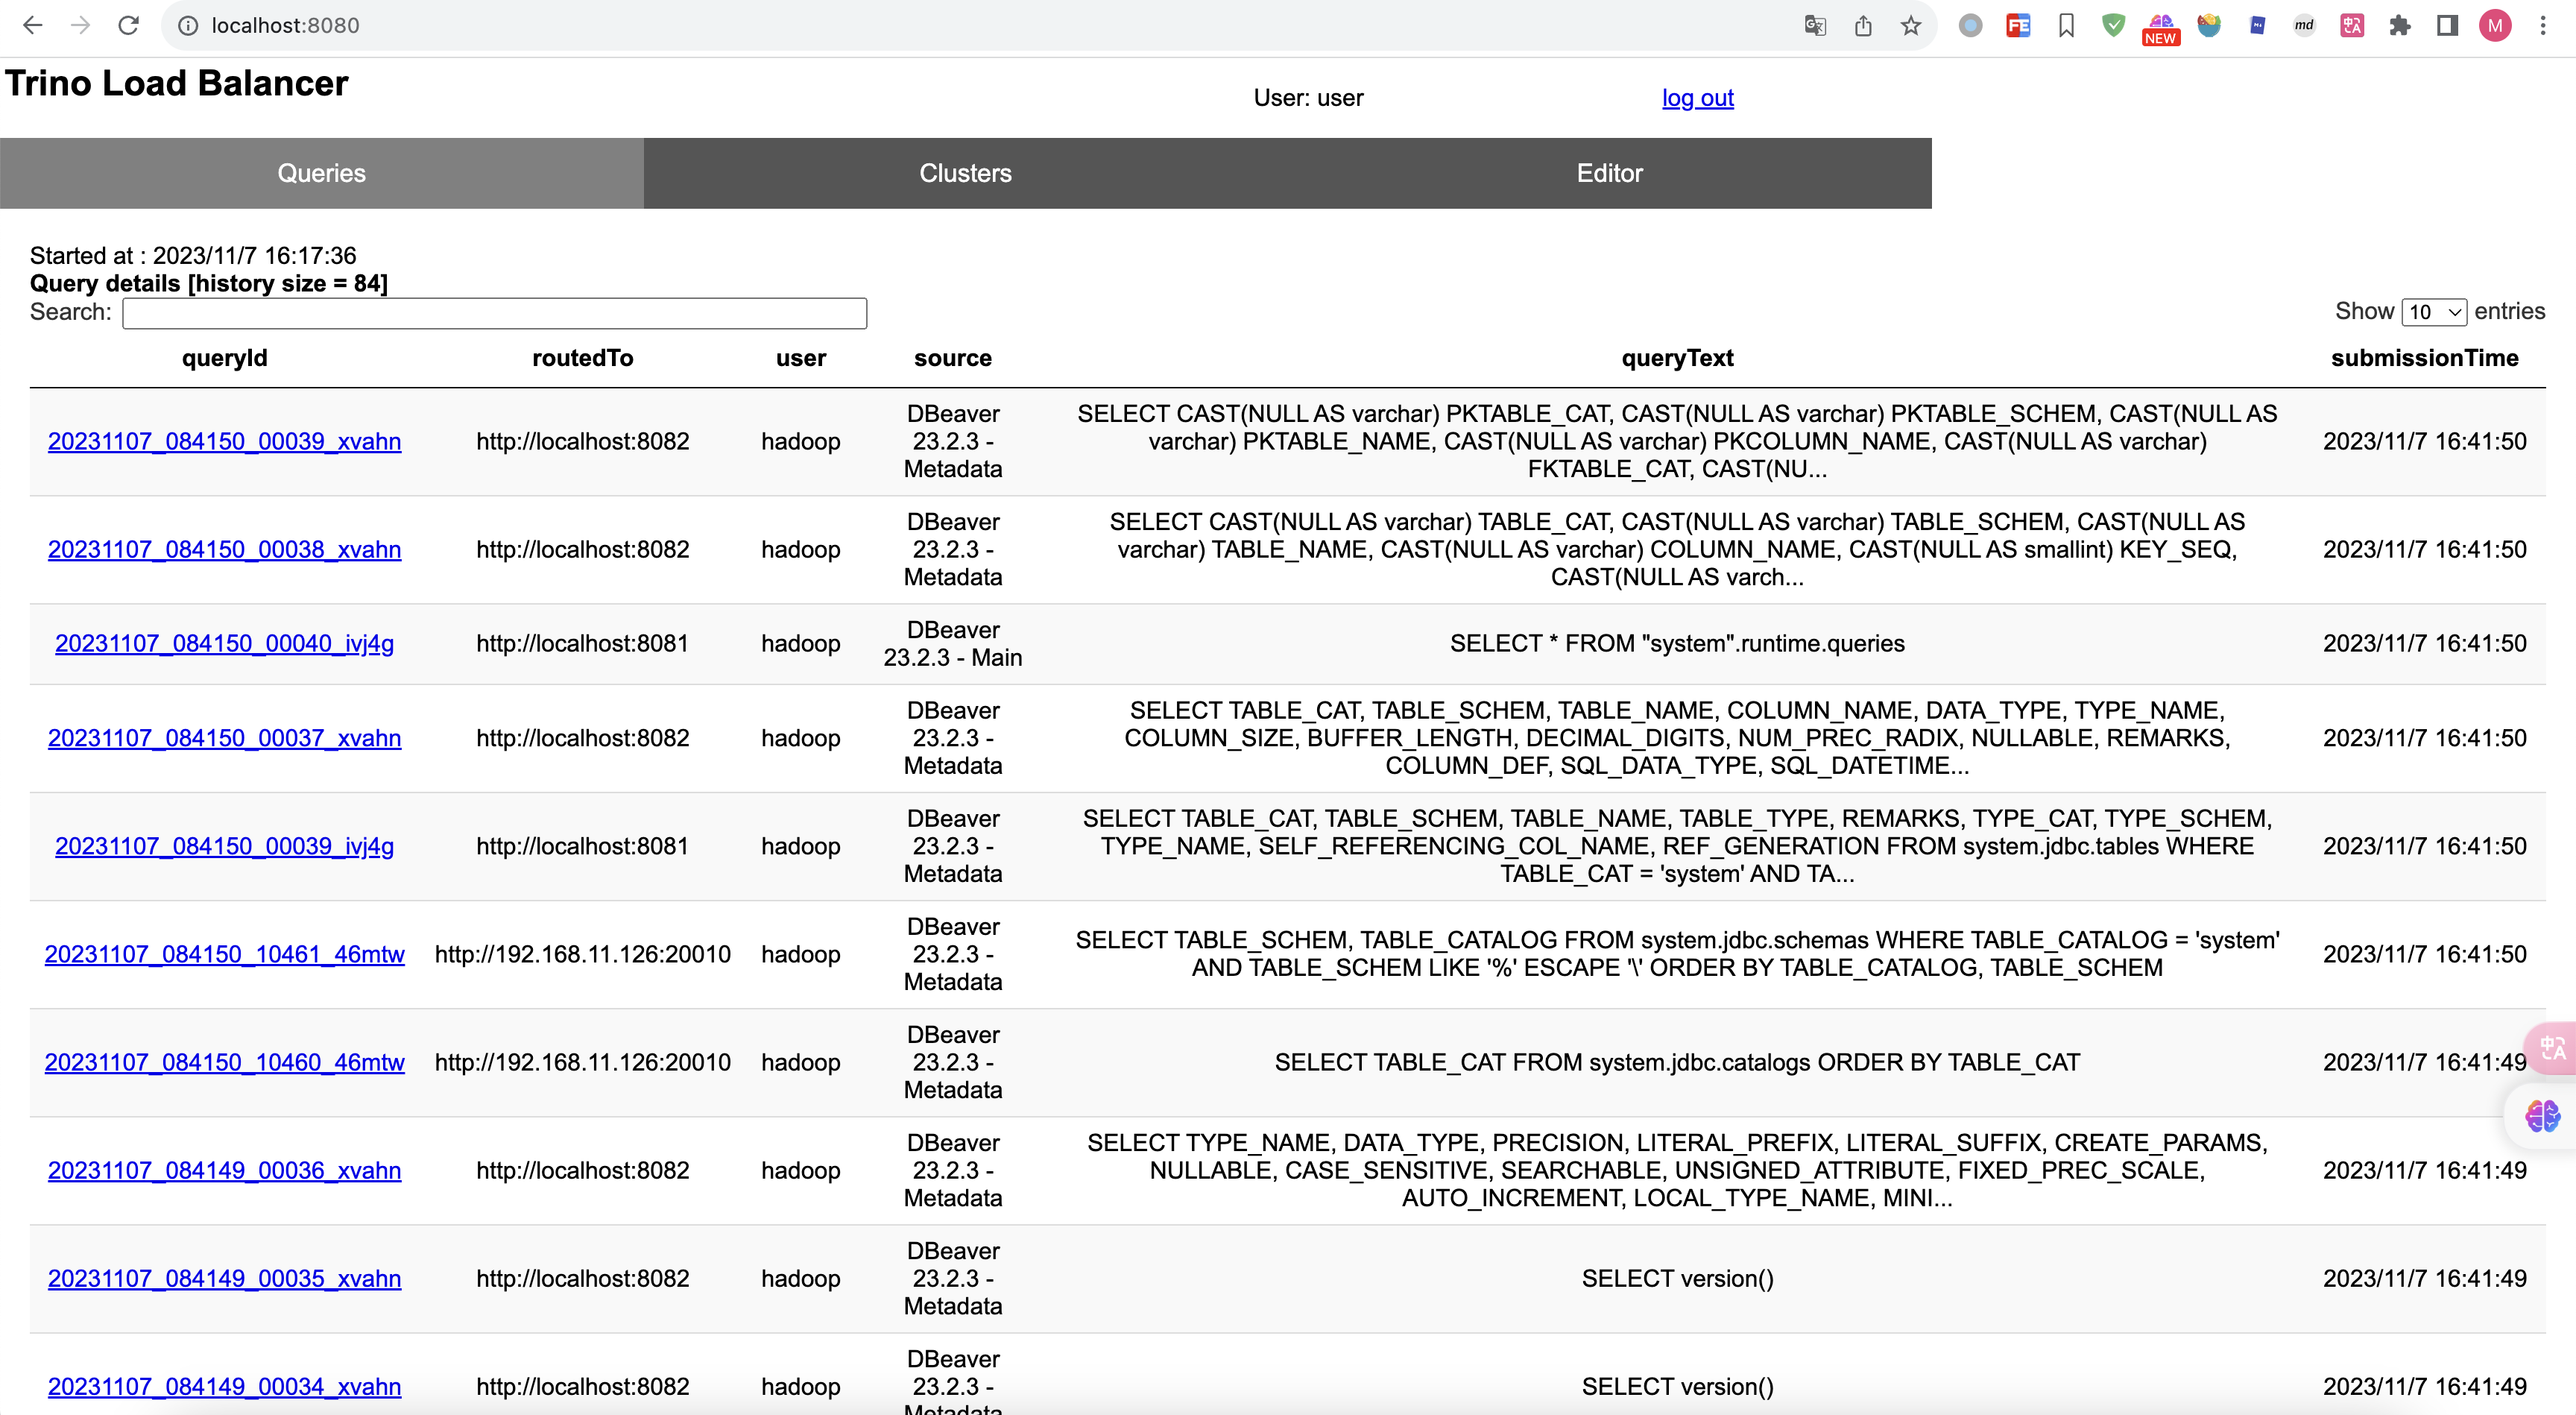 localhost:8080
NEW
md
M
Trino Load Balancer
User: user
log out
Queries
Clusters
Editor
Started at : 2023/11/7 16:17:36
Query details [history size = 84]
Search:
Show 10 entries
queryId routedTo user source queryText submissionTime
20231107_084150_00039_xvahn http://localhost:8082 hadoop
DBeaver
23.2.3 -
Metadata
SELECT CAST(NULL AS varchar) PKTABLE_CAT, CAST(NULL AS varchar) PKTABLE_SCHEM, CAST(NULL AS
varchar) PKTABLE_NAME, CAST(NULL AS varchar) PKCOLUMN_NAME, CAST(NULL AS varchar)
FKTABLE_CAT, CAST(NU...
2023/11/7 16:41:50
20231107_084150_00038_xvahn http://localhost:8082 hadoop
DBeaver
23.2.3 -
Metadata
SELECT CAST(NULL AS varchar) TABLE_CAT, CAST(NULL AS varchar) TABLE_SCHEM, CAST(NULL AS
varchar) TABLE_NAME, CAST(NULL AS varchar) COLUMN_NAME, CAST(NULL AS smallint) KEY_SEQ,
CAST(NULL AS varch...
2023/11/7 16:41:50
20231107_084150_00040_ivj4g http://localhost:8081 hadoop
DBeaver
23.2.3 - Main
SELECT * FROM "system".runtime.queries
2023/11/7 16:41:50
20231107_084150_00037_xvahn http://localhost:8082 hadoop
DBeaver
23.2.3 -
Metadata
SELECT TABLE_CAT, TABLE_SCHEM, TABLE_NAME, COLUMN_NAME, DATA_TYPE, TYPE_NAME,
COLUMN_SIZE, BUFFER_LENGTH, DECIMAL_DIGITS, NUM_PREC_RADIX, NULLABLE, REMARKS,
COLUMN_DEF, SQL_DATA_TYPE, SQL_DATETIME...
2023/11/7 16:41:50
20231107_084150_00039_ivj4g http://localhost:8081 hadoop
DBeaver
23.2.3 -
Metadata
SELECT TABLE_CAT, TABLE_SCHEM, TABLE_NAME, TABLE_TYPE, REMARKS, TYPE_CAT, TYPE_SCHEM,
TYPE_NAME, SELF_REFERENCING_COL_NAME, REF_GENERATION FROM system.jdbc.tables WHERE
TABLE_CAT = 'system' AND TA...
2023/11/7 16:41:50
20231107_084150_10461_46mtw http://192.168.11.126:20010 hadoop
DBeaver
23.2.3 -
Metadata
SELECT TABLE_SCHEM, TABLE_CATALOG FROM system.jdbc.schemas WHERE TABLE_CATALOG = 'system'
AND TABLE_SCHEM LIKE '%' ESCAPE '\' ORDER BY TABLE_CATALOG, TABLE_SCHEM
2023/11/7 16:41:50
20231107_084150_10460_46mtw http://192.168.11.126:20010 hadoop
DBeaver
23.2.3 -
Metadata
SELECT TABLE_CAT FROM system.jdbc.catalogs ORDER BY TABLE_CAT
2023/11/7 16:41:49
20231107_084149_00036_xvahn http://localhost:8082 hadoop
DBeaver
23.2.3 -
Metadata
SELECT TYPE_NAME, DATA_TYPE, PRECISION, LITERAL_PREFIX, LITERAL_SUFFIX, CREATE_PARAMS,
NULLABLE, CASE_SENSITIVE, SEARCHABLE, UNSIGNED_ATTRIBUTE, FIXED_PREC_SCALE,
AUTO_INCREMENT, LOCAL_TYPE_NAME, MINI...
2023/11/7 16:41:49
20231107_084149_00035_xvahn http://localhost:8082 hadoop
DBeaver
23.2.3 -
Metadata
SELECT version()
2023/11/7 16:41:49
20231107_084149_00034_xvahn http://localhost:8082 hadoop
DBeaver
23.2.3 -
Metadata
SELECT version()
2023/11/7 16:41:49